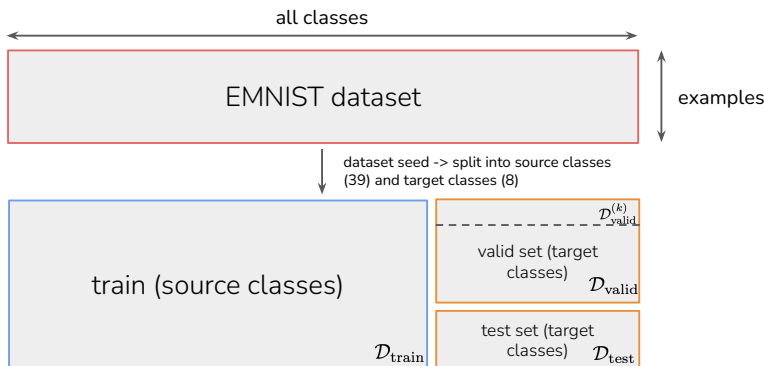 all classes
EMNIST dataset
examples
dataset seed -> split into source classes
(39) and target classes (8)
train (source classes)
𝒟train
𝒟valid(k)
valid set (target
classes)
𝒟valid
test set (target
classes)
𝒟test